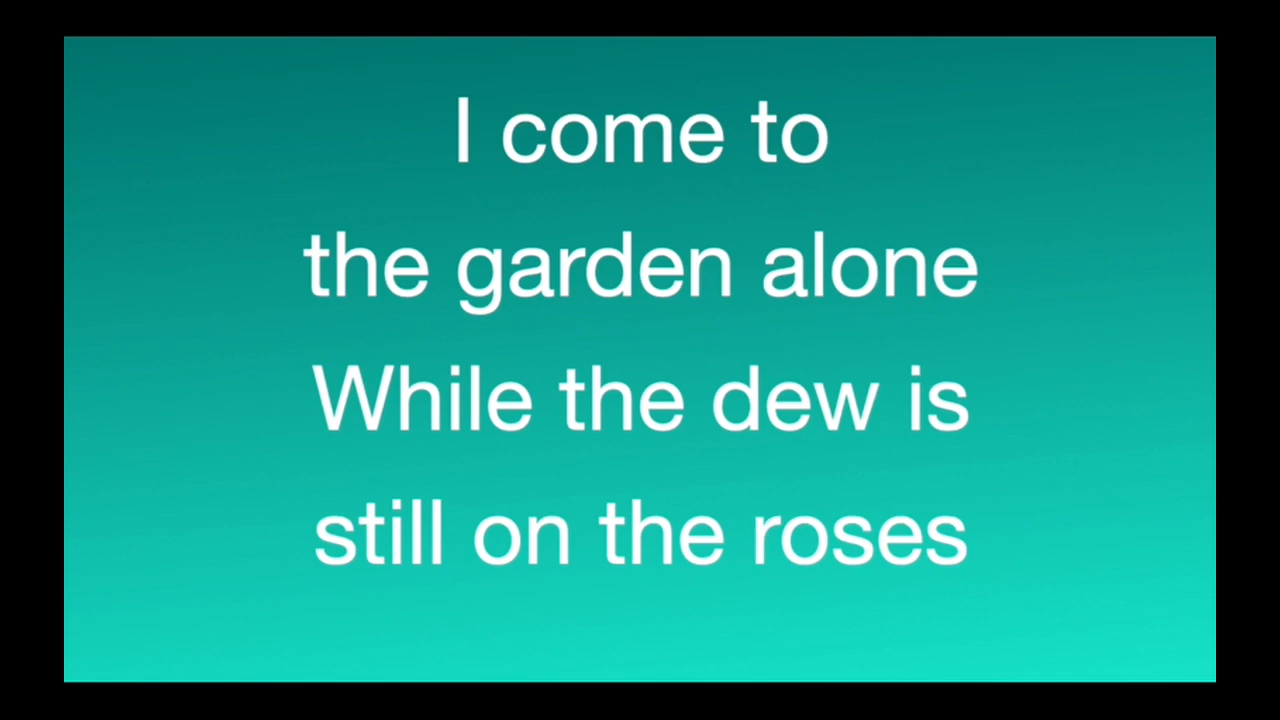 I come to
the garden alone
While the dew is
still on the roses